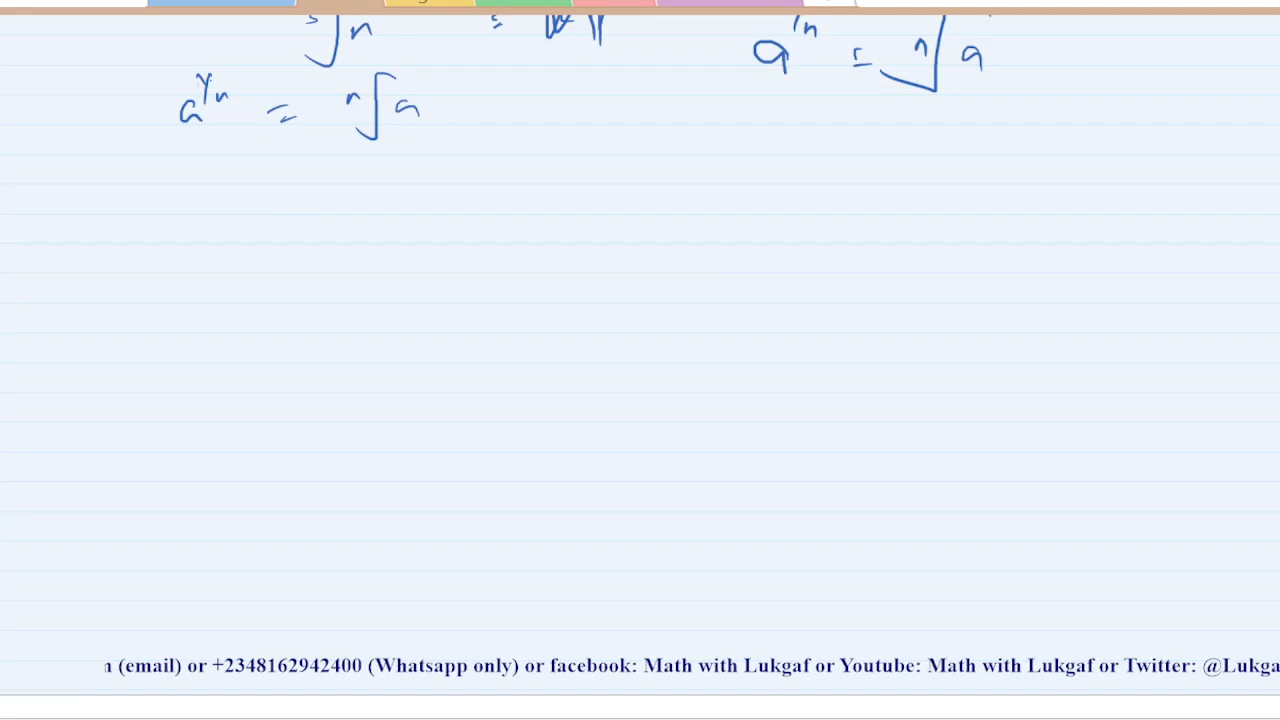 ³√n =
a^1/n = ⁿ√a
a^1/n = ⁿ√a
(email) or +2348162942400 (Whatsapp only) or facebook: Math with Lukgaf or Youtube: Math with Lukgaf or Twitter: @Lukga